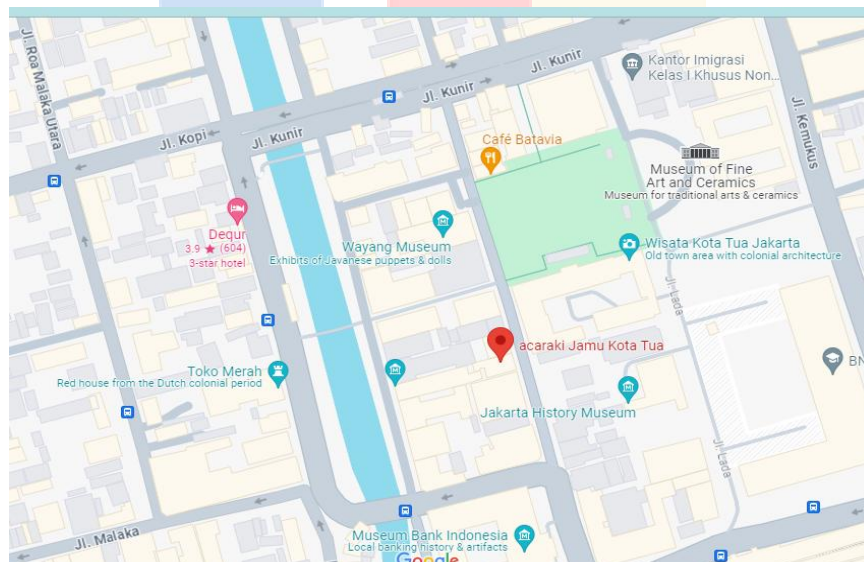 Jl. Roa Malaka Utara
Jl. Kopi
Jl. Kunir
Jl. Kunir
Jl. Kunir
Kantor Imigrasi
Kelas I Khusus Non...
Jl. Kemukus
Café Batavia
Museum of Fine
Art and Ceramics
Museum for traditional arts & ceramics
Dequr
3.9 ★ (604)
3-star hotel
Wayang Museum
Exhibits of Javanese puppets & dolls
Wisata Kota Tua Jakarta
Old town area with colonial architecture
Jl. Lada
acaraki Jamu Kota Tua
Toko Merah
Red house from the Dutch colonial period
BN
Jakarta History Museum
Jl. Lada
Jl. Malaka
Museum Bank Indonesia
Local banking history & artifacts
Google